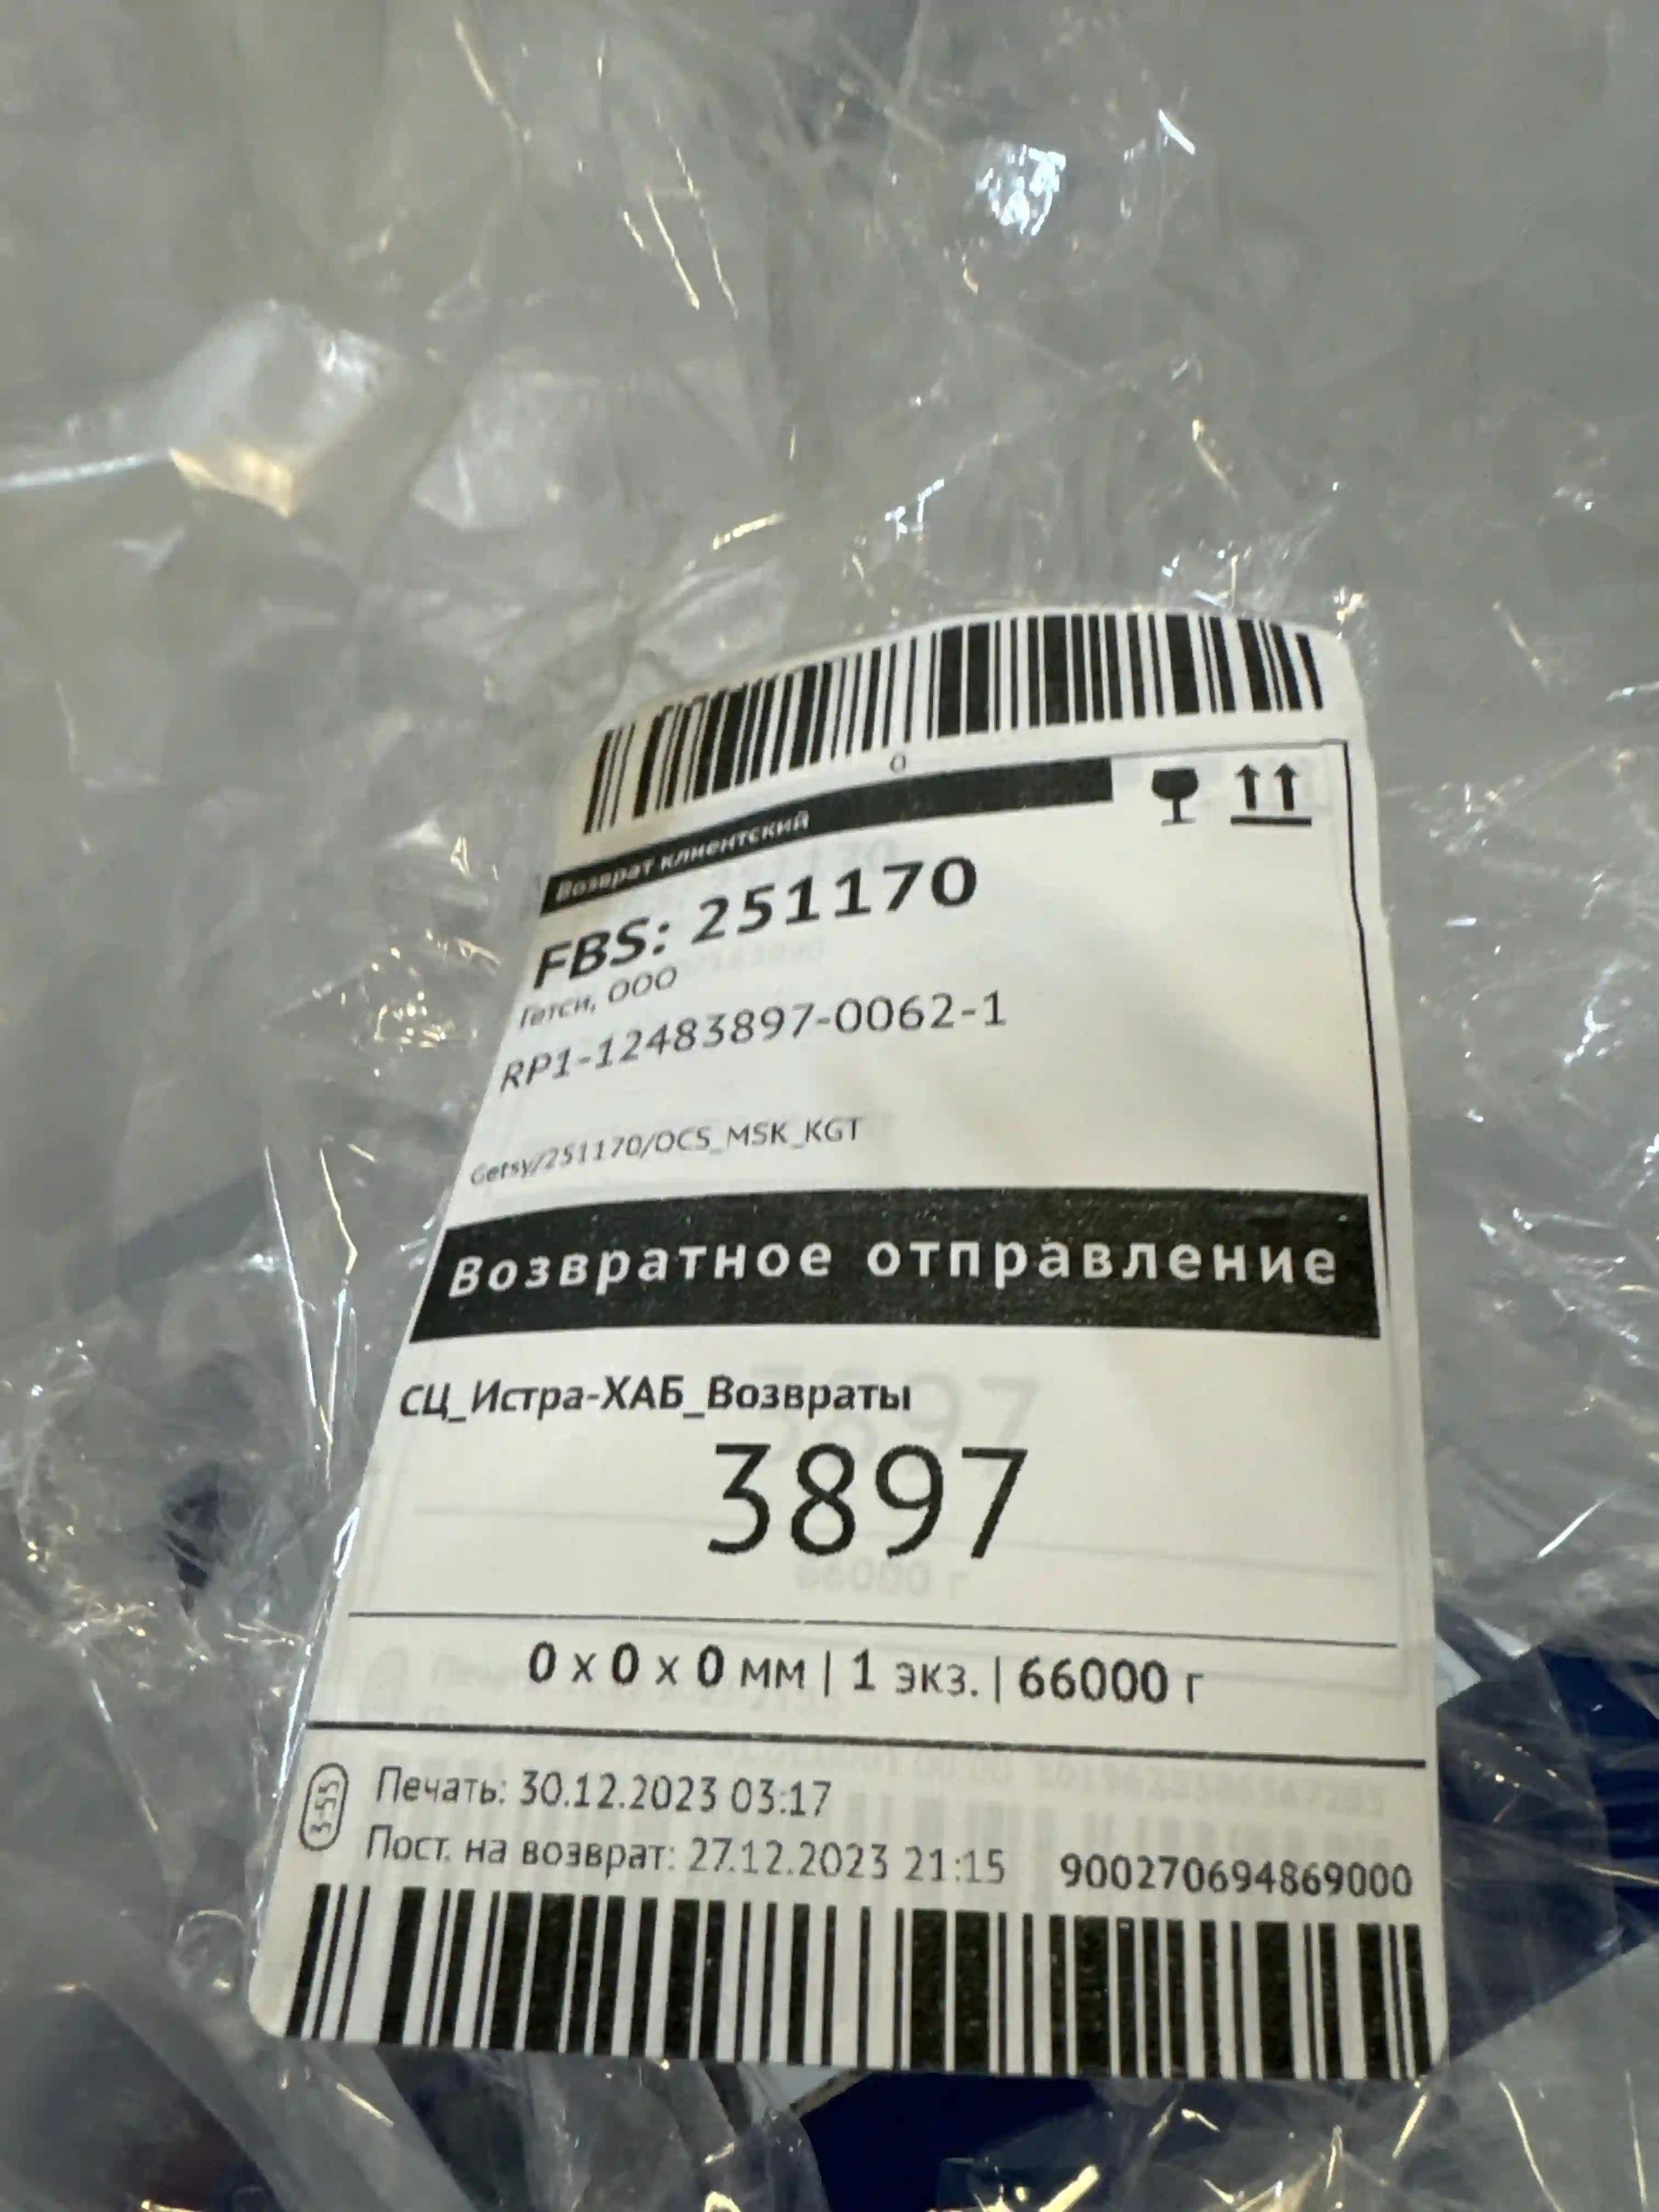 0
Возврат клиентский
FBS: 251170
Гетси, ООО
RP1-12483897-0062-1
Getsy/251170/OCS_MSK_KGT
Возвратное отправление
СЦ_Истра-ХАБ_Возвраты
3897
0 x 0 x 0 мм | 1 экз. | 66000 г
3:55
Печать: 30.12.2023 03:17
Пост. на возврат: 27.12.2023 21:15 900270694869000